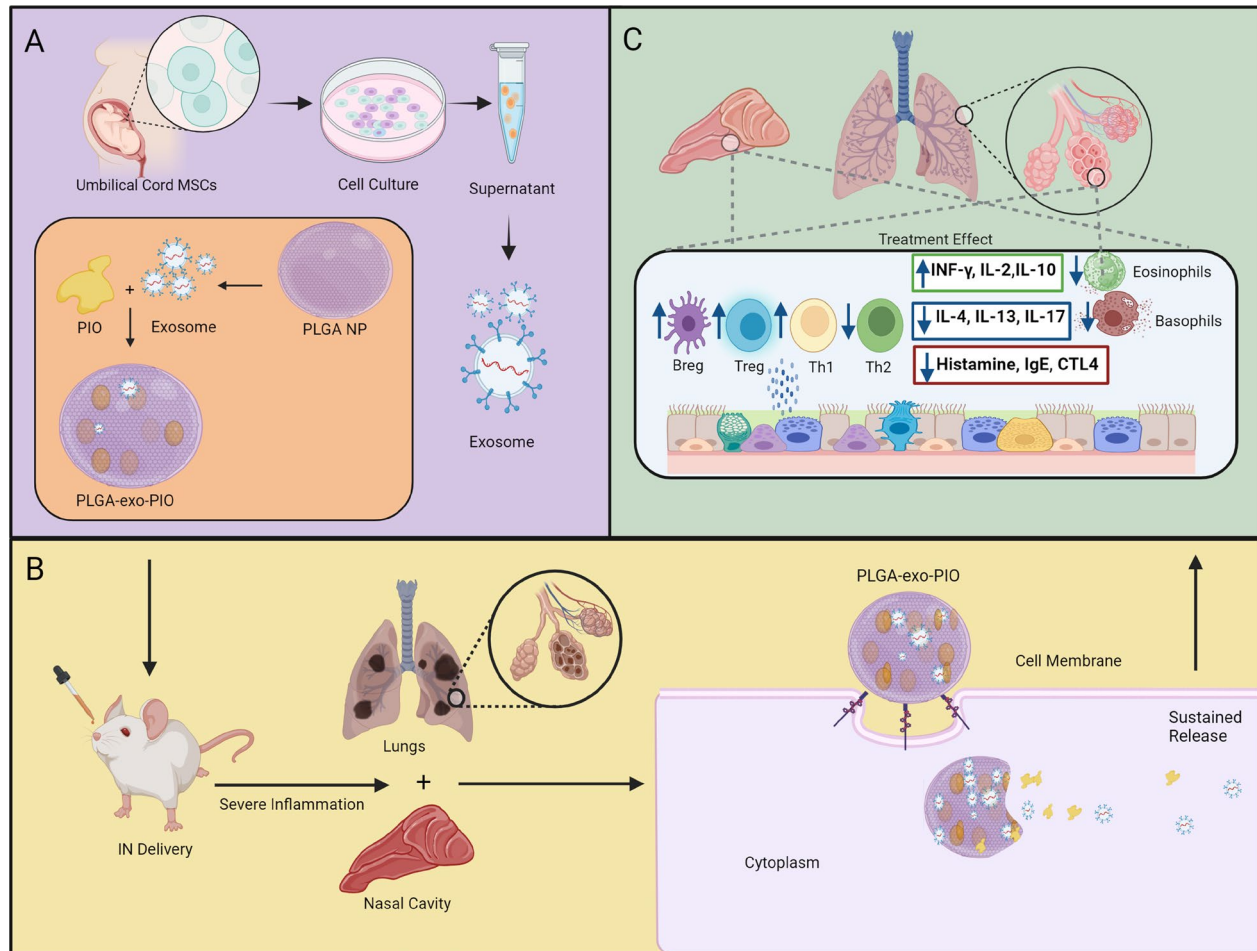 A
Umbilical Cord MSCs
Cell Culture
Supernatant
PIO
+
Exosome
PLGA NP
PLGA-exo-PIO
Exosome
C
Treatment Effect
INF-γ, IL-2,IL-10
Eosinophils
IL-4, IL-13, IL-17
Basophils
Histamine, IgE, CTL4
Breg
Treg
Th1
Th2
B
IN Delivery
Severe Inflammation
Lungs
+
Nasal Cavity
PLGA-exo-PIO
Cell Membrane
Sustained
Release
Cytoplasm